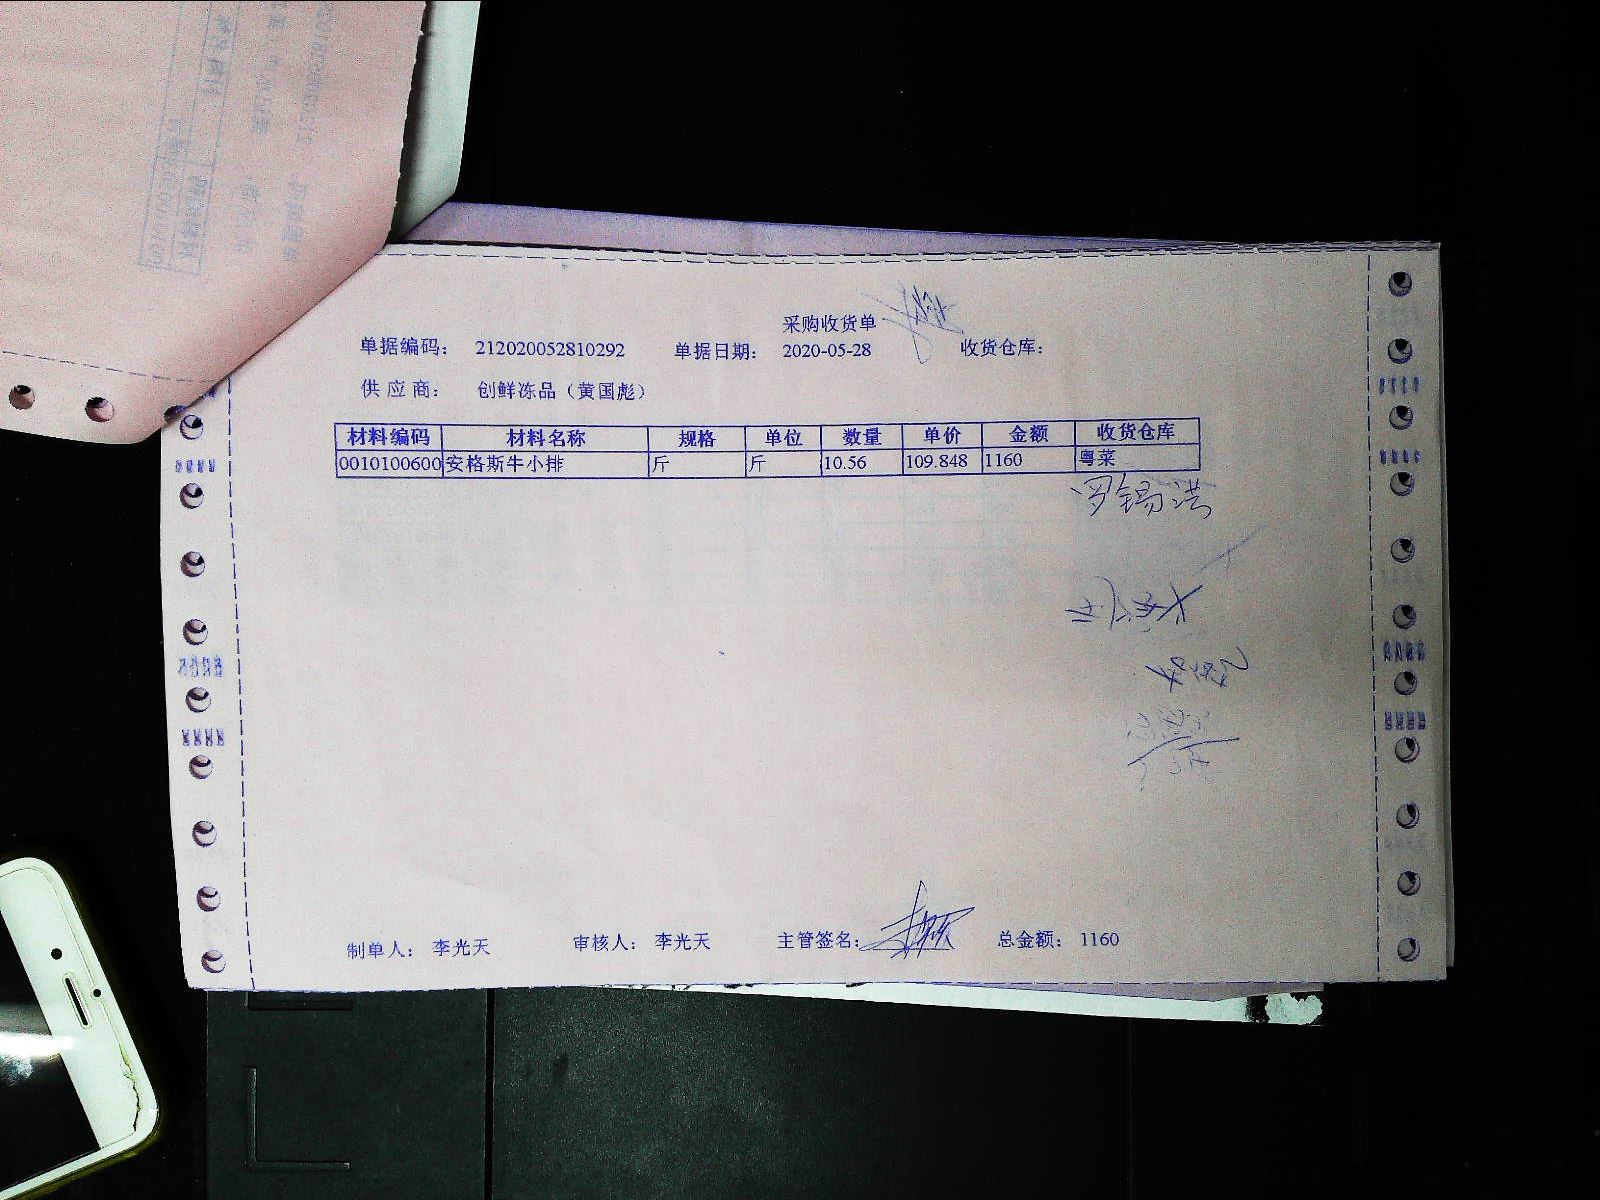 采购收货单
单据编码： 212020052810292 单据日期： 2020-05-28 收货仓库：
供 应 商： 创鲜冻品（黄国彪）
材料编码 材料名称 规格 单位 数量 单价 金额 收货仓库
0010100600 安格斯牛小排 斤 斤 10.56 109.848 1160 粤菜
罗锡洪
制单人： 李光天 审核人： 李光天 主管签名： 总金额： 1160